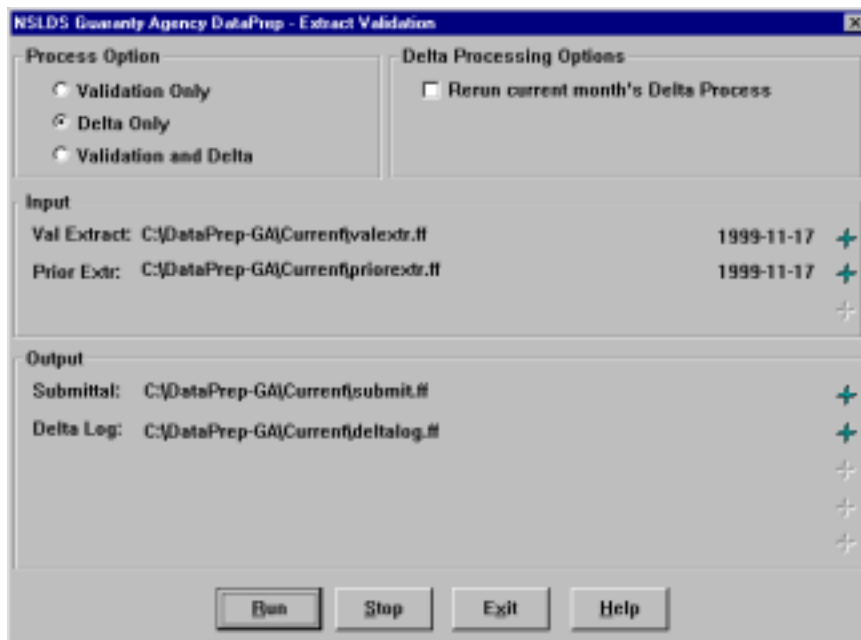 NSLDS Guaranty Agency DataPrep - Extract Validation
Process Option
Validation Only
Delta Only
Validation and Delta
Delta Processing Options
Rerun current month's Delta Process
Input
Val Extract: C:\DataPrep-GA\Current\valextr.ff 1999-11-17
Prior Extr: C:\DataPrep-GA\Current\priorextr.ff 1999-11-17
Output
Submittal: C:\DataPrep-GA\Current\submit.ff
Delta Log: C:\DataPrep-GA\Current\deltalog.ff
Run Stop Exit Help